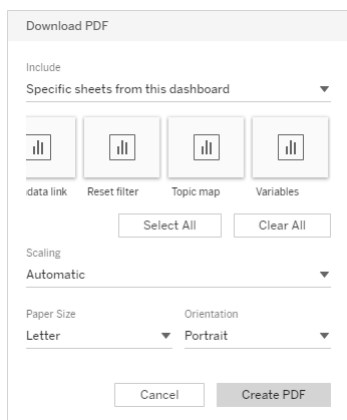 Download PDF
Include
Specific sheets from this dashboard
data link Reset filter Topic map Variables
Select All Clear All
Scaling
Automatic
Paper Size Orientation
Letter Portrait
Cancel Create PDF